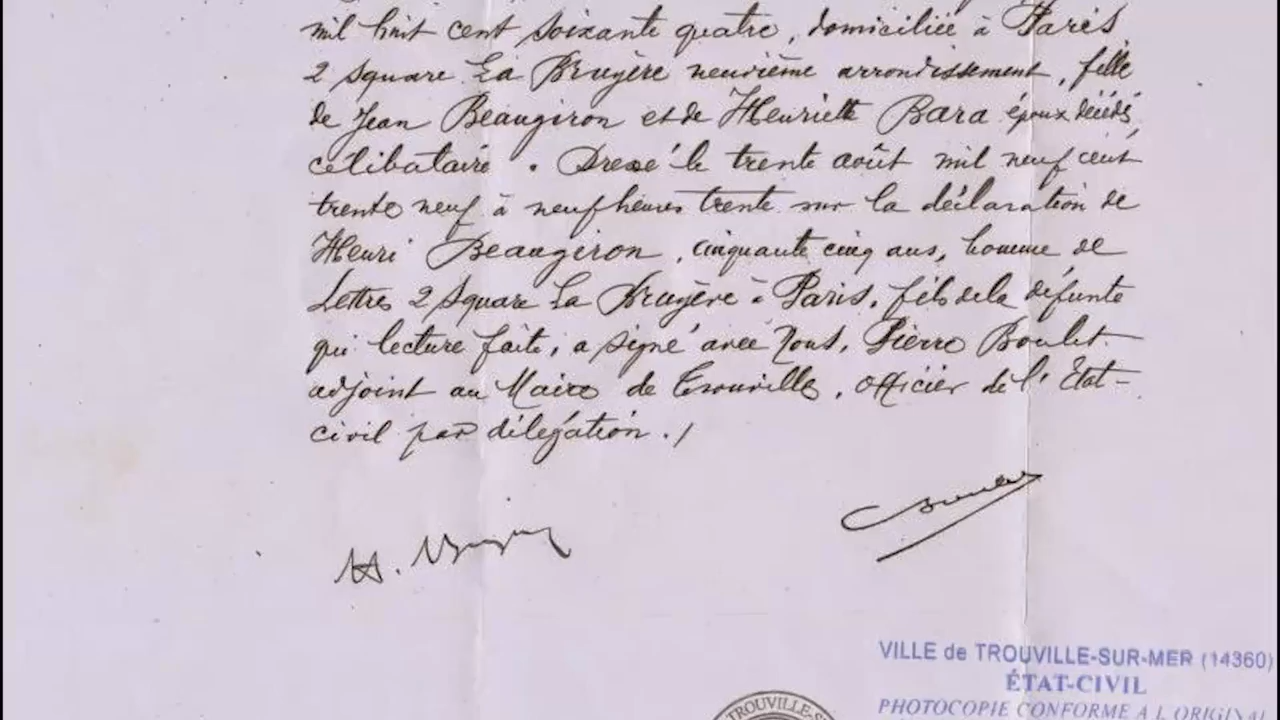 mil huit cent soixante quatre, domiciliée à Paris
2 square La Bruyère neuvième arrondissement, fille
de Jean Beaugiron et de Henriette Bara époux décédés,
célibataire. Dressé le trente août mil neuf cent
trente neuf à neuf heures trente sur la déclaration de
Henri Beaugiron, cinquante cinq ans, homme de
Lettres 2 Square La Bruyère à Paris, fils de la défunte
qui lecture faite, a signé avec Nous, Pierre Boulet
adjoint au Maire de Trouville, officier de l'État-
civil par délégation./.
VILLE de TROUVILLE-SUR-MER (14360)
ÉTAT-CIVIL
PHOTOCOPIE CONFORME A L'ORIGINAL
TROUVILLE-S